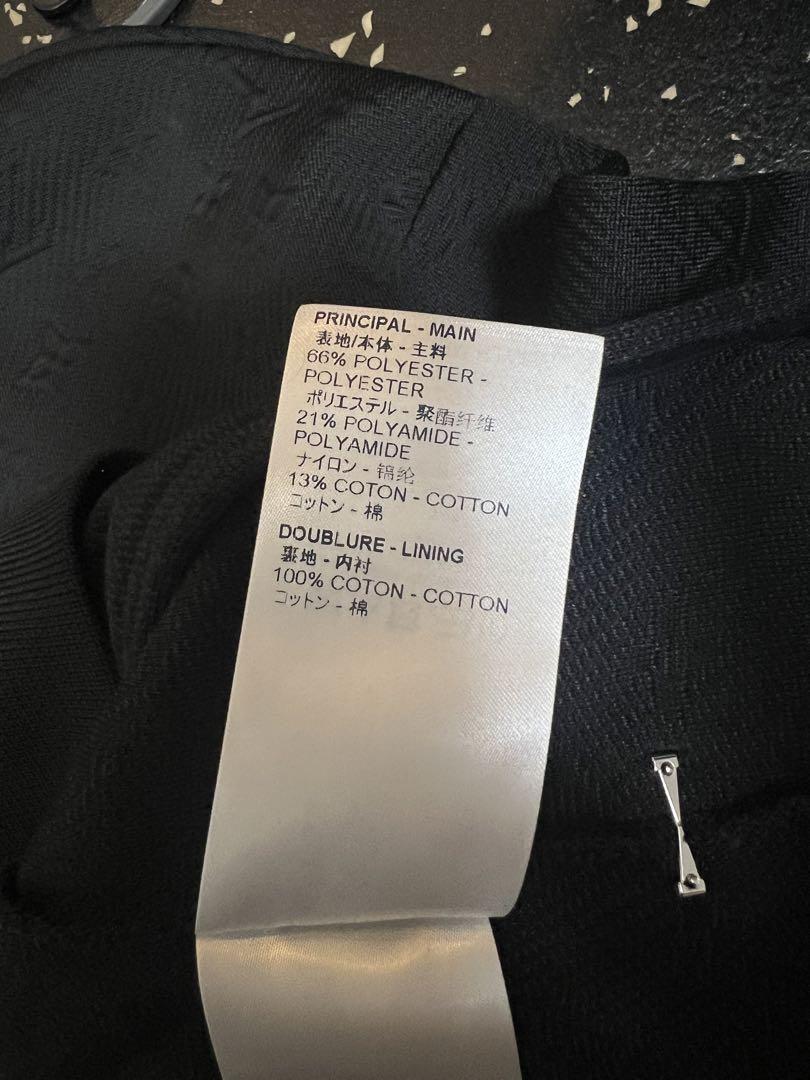 PRINCIPAL - MAIN
表地/本体 - 主料
66% POLYESTER -
POLYESTER
ポリエステル - 聚酯纤维
21% POLYAMIDE -
POLYAMIDE
ナイロン - 锦纶
13% COTON - COTTON
コットン - 棉
DOUBLURE - LINING
裏地 - 内衬
100% COTON - COTTON
コットン - 棉